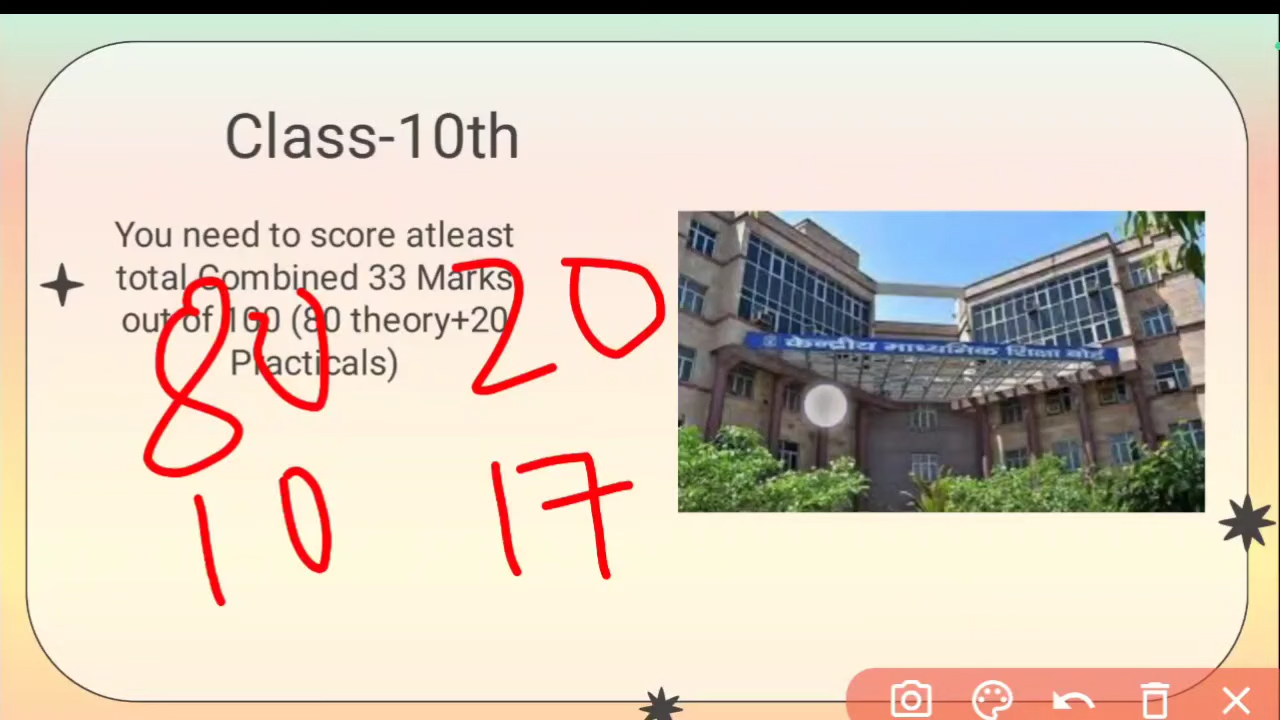 Class-10th
You need to score atleast
total Combined 33 Marks
out of 100 (80 theory+20
Practicals)
80 20
10 17
केन्द्रीय माध्यमिक शिक्षा बोर्ड